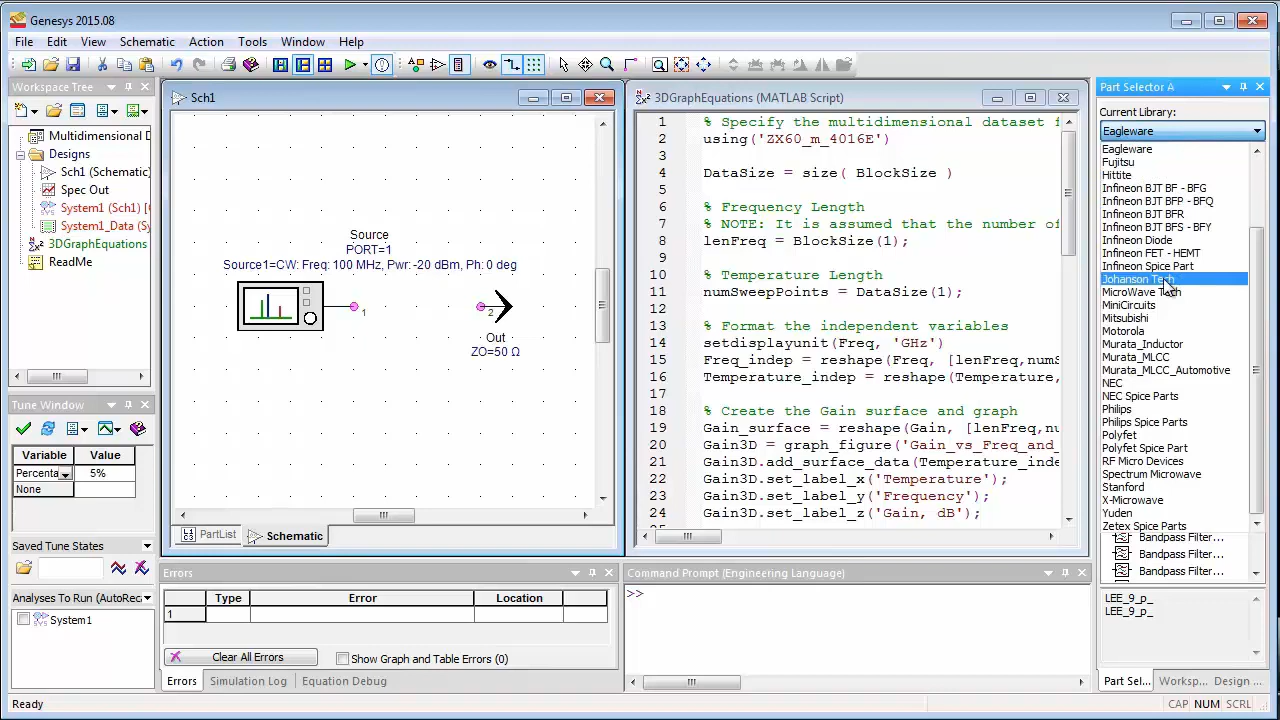 Genesys 2015.08
File Edit View Schematic Action Tools Window Help
Workspace Tree
Multidimensional D
Designs
Sch1 (Schematic)
Spec Out
System1 (Sch1) [
System1_Data (Sy
3DGraphEquations
ReadMe
Tune Window
Variable Value
Percenta 5%
None
Saved Tune States
Analyses To Run (AutoRec
System1
Sch1
Source
PORT=1
Source1=CW: Freq: 100 MHz, Pwr: -20 dBm, Ph: 0 deg
1
2
Out
ZO=50 Ω
PartList
Schematic
3DGraphEquations (MATLAB Script)
1 % Specify the multidimensional dataset f
2 using('ZX60_m_4016E')
3
4 DataSize = size( BlockSize )
5
6 % Frequency Length
7 % NOTE: It is assumed that the number of
8 lenFreq = BlockSize(1);
9
10 % Temperature Length
11 numSweepPoints = DataSize(1);
12
13 % Format the independent variables
14 setdisplayunit(Freq, 'GHz')
15 Freq_indep = reshape(Freq, [lenFreq,numS
16 Temperature_indep = reshape(Temperature,
17
18 % Create the Gain surface and graph
19 Gain_surface = reshape(Gain, [lenFreq,nu
20 Gain3D = graph_figure('Gain_vs_Freq_and_
21 Gain3D.add_surface_data(Temperature_inde
22 Gain3D.set_label_x('Temperature');
23 Gain3D.set_label_y('Frequency');
24 Gain3D.set_label_z('Gain, dB');
Errors
Type Error Location
1
Clear All Errors
Show Graph and Table Errors (0)
Errors Simulation Log Equation Debug
Command Prompt (Engineering Language)
>>
Part Selector A
Current Library:
Eagleware
Eagleware
Fujitsu
Hittite
Infineon BJT BF - BFG
Infineon BJT BFP - BFQ
Infineon BJT BFR
Infineon BJT BFS - BFY
Infineon Diode
Infineon FET - HEMT
Infineon Spice Part
Johanson Tech
MicroWave Tech
MiniCircuits
Mitsubishi
Motorola
Murata_Inductor
Murata_MLCC
Murata_MLCC_Automotive
NEC
NEC Spice Parts
Philips
Philips Spice Parts
Polyfet
Polyfet Spice Part
RF Micro Devices
Spectrum Microwave
Stanford
X-Microwave
Yuden
Zetex Spice Parts
Bandpass Filter...
Bandpass Filter...
Bandpass Filter...
LEE_9_p_
LEE_9_p_
Part Sel... Worksp... Design ...
Ready
CAP NUM SCRL